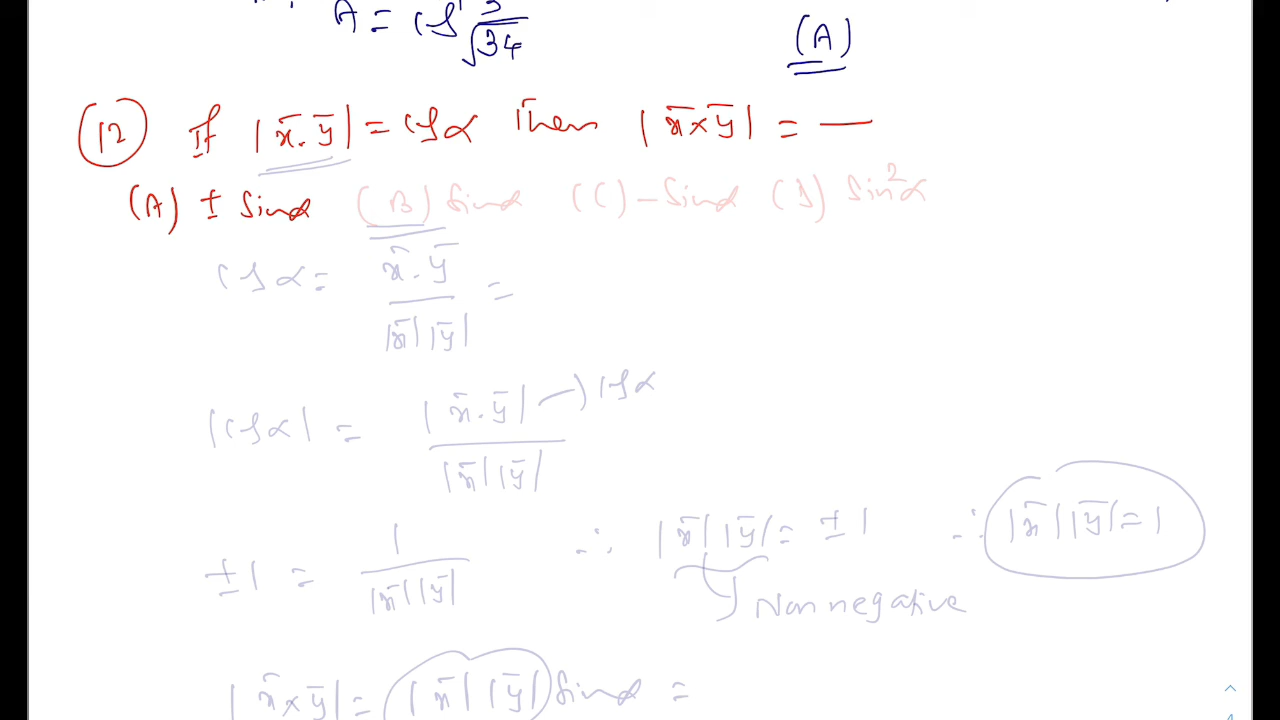 A = cos⁻¹ 3/√34 (A)
(12) If |x̄.ȳ| = cos α Then |x̄×ȳ| = —
(A) ± sin α (B) sin α (C) - sin α (D) sin²α
cos α = x̄.ȳ / |x̄||ȳ| =
|cos α| = |x̄.ȳ| → cos α / |x̄||ȳ|
±1 = 1 / |x̄||ȳ| ∴ |x̄||ȳ| = ±1 ∴ |x̄||ȳ| = 1
Non negative
|x̄×ȳ| = |x̄||ȳ| sin α =